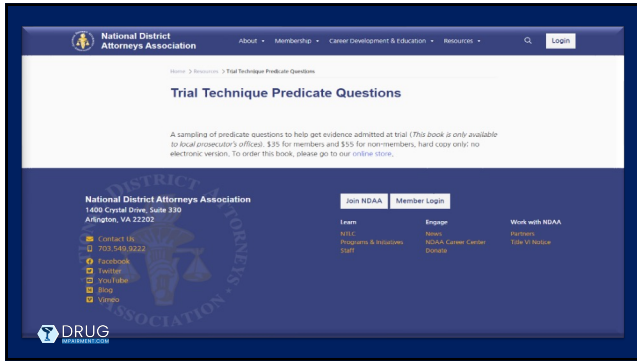 National District
Attorneys Association
About Membership Career Development & Education Resources Login
Home > Resources > Trial Technique Predicate Questions
Trial Technique Predicate Questions
A sampling of predicate questions to help get evidence admitted at trial (This book is only available
to local prosecutor's offices). $35 for members and $55 for non-members, hard copy only; no
electronic version. To order this book, please go to our online store.
National District Attorneys Association
1400 Crystal Drive, Suite 330
Arlington, VA 22202
Contact Us
703.549.9222
Facebook
Twitter
YouTube
Blog
Vimeo
Join NDAA Member Login
Learn Engage Work with NDAA
NTLC News Partners
Programs & Initiatives NDAA Career Center Title VI Notice
Staff Donate
DISTRICT ATTORNEYS ASSOCIATION
DRUG
IMPAIRMENT.COM